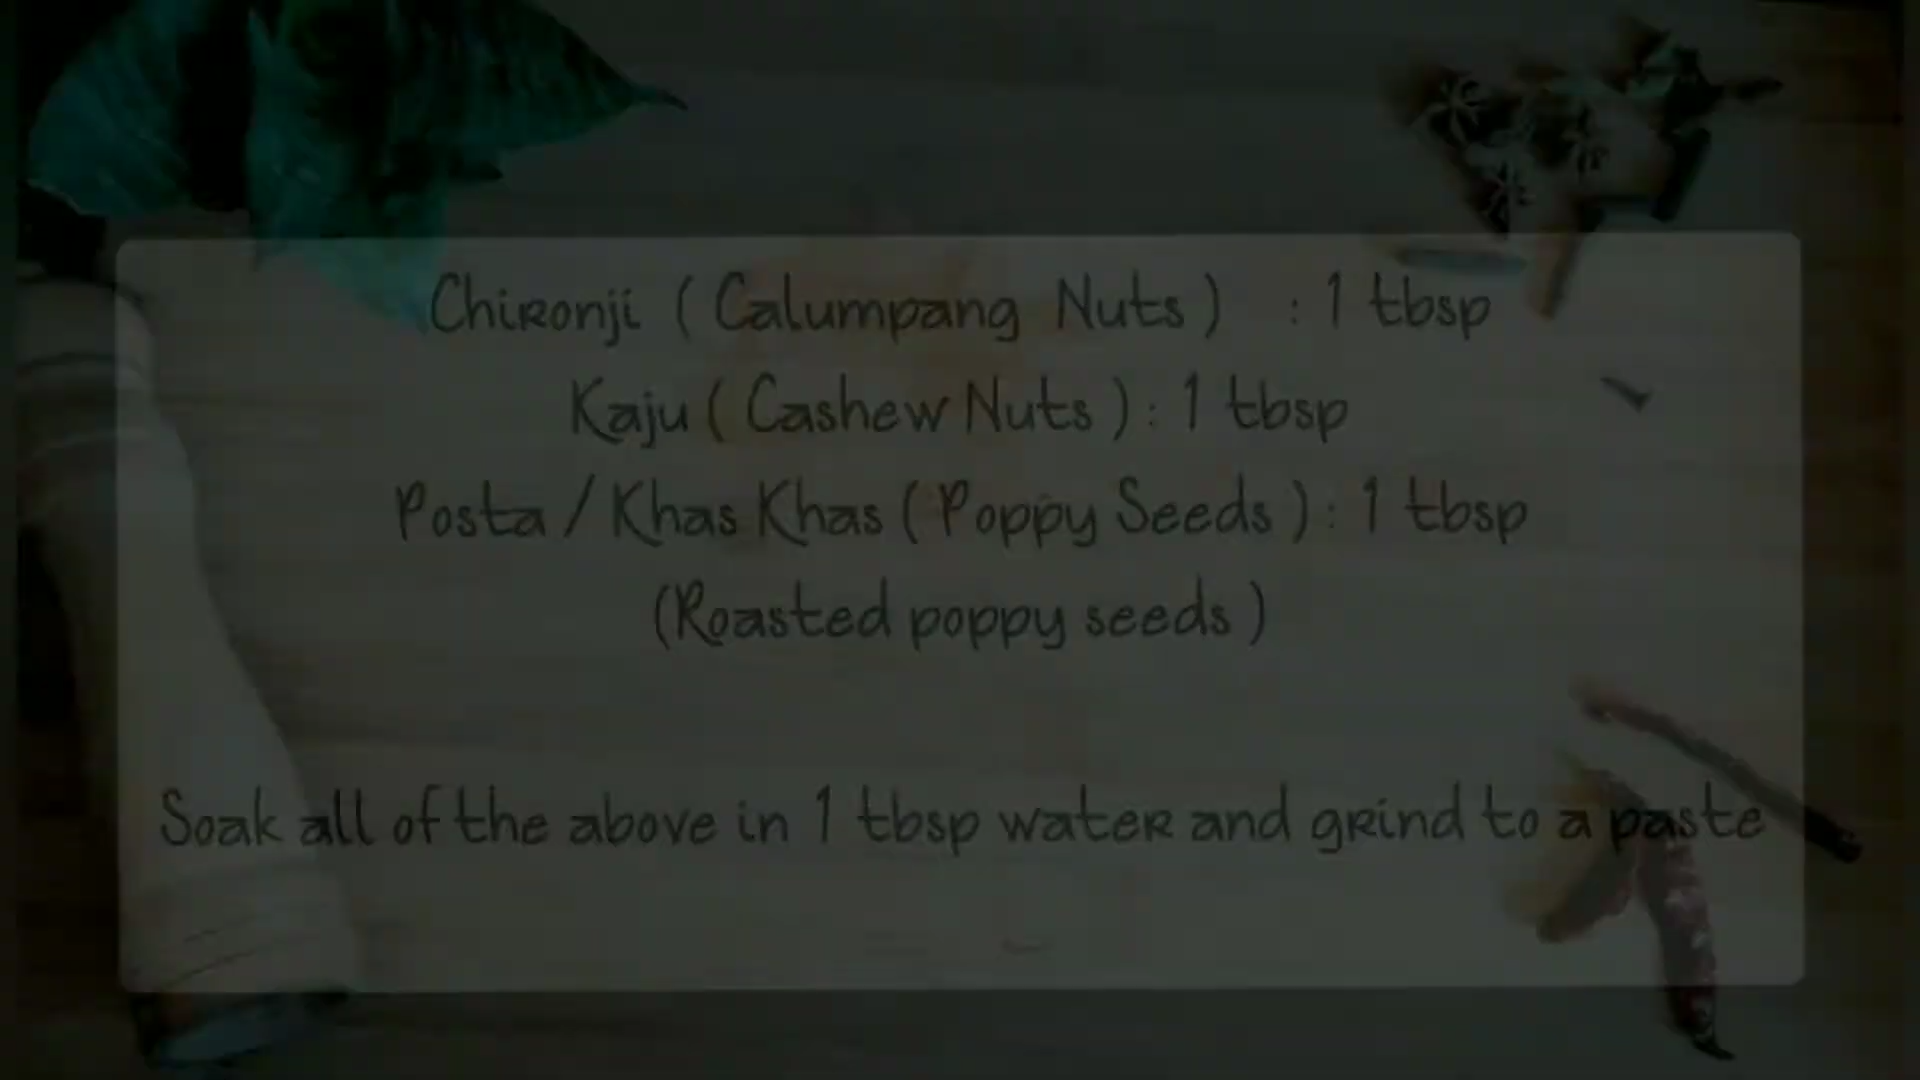 Chironji ( Calumpang Nuts ) : 1 tbsp
Kaju ( Cashew Nuts ) : 1 tbsp
Posta / Khas Khas ( Poppy Seeds ) : 1 tbsp
(Roasted poppy seeds )
Soak all of the above in 1 tbsp water and grind to a paste